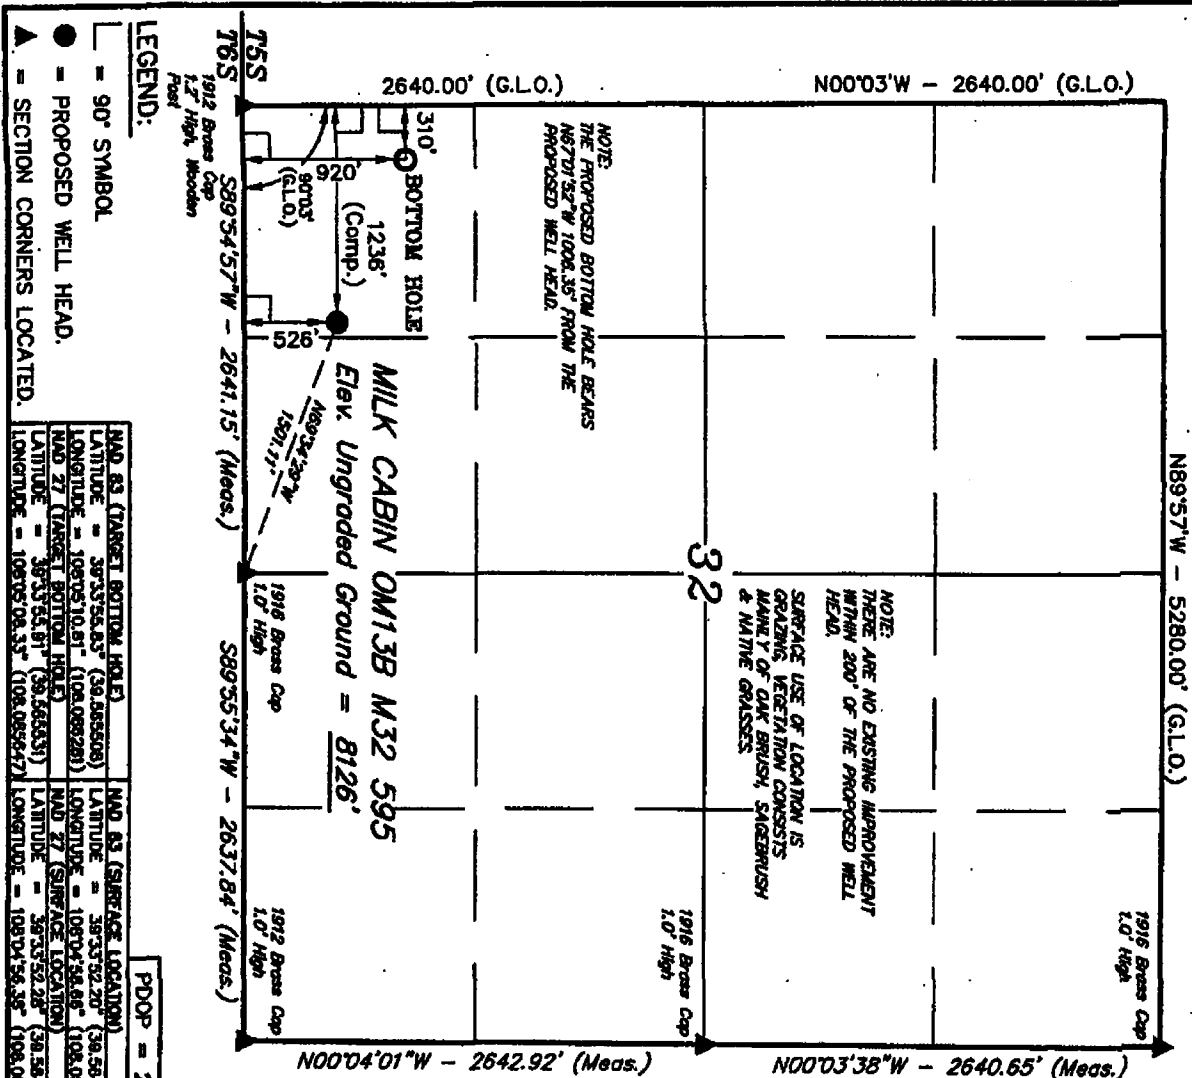 N89°57'W - 5280.00' (G.L.O.)
N00°03'W - 2640.00' (G.L.O.)
2640.00' (G.L.O.)
1916 Brass Cap
1.0' High
NOTE:
THERE ARE NO EXISTING IMPROVEMENT
WITHIN 200' OF THE PROPOSED WELL
HEAD.
SURFACE USE OF LOCATION IS
GRAZING, VEGETATION CONSISTS
MAINLY OF OAK BRUSH, SAGEBRUSH
& NATIVE GRASSES.
32
1916 Brass Cap
1.0' High
NOTE:
THE PROPOSED BOTTOM HOLE BEARS
N67°01'52"W 1006.35' FROM THE
PROPOSED WELL HEAD.
310'
BOTTOM HOLE
920'
1236'
(Comp.)
90°03'
(G.L.O.)
526'
MILK CABIN OM13B M32 595
Elev. Ungraded Ground = 8126'
N69°34'29"W
1501.11'
T5S
T6S
1912 Brass Cap
1.2' High, Wooden
Post
S89°54'57"W - 2641.15' (Meas.)
1916 Brass Cap
1.0' High
S89°55'34"W - 2637.84' (Meas.)
1912 Brass Cap
1.0' High
N00°03'38"W - 2640.65' (Meas.)
N00°04'01"W - 2642.92' (Meas.)
LEGEND:
= 90° SYMBOL
= PROPOSED WELL HEAD.
= SECTION CORNERS LOCATED.
PDOP =
NAD 83 (TARGET BOTTOM HOLE)
LATITUDE = 39°33'55.83" (39.565508)
LONGITUDE = 108°05'10.81" (108.086281)
NAD 27 (TARGET BOTTOM HOLE)
LATITUDE = 39°33'55.91"
LONGITUDE = 108°05'08.33" (108.085647)
NAD 83 (SURFACE LOCATION)
LATITUDE = 39°33'52.20"
LONGITUDE = 108°04'58.86"
NAD 27 (SURFACE LOCATION)
LATITUDE = 39°33'52.28"
LONGITUDE = 108°04'56.38"